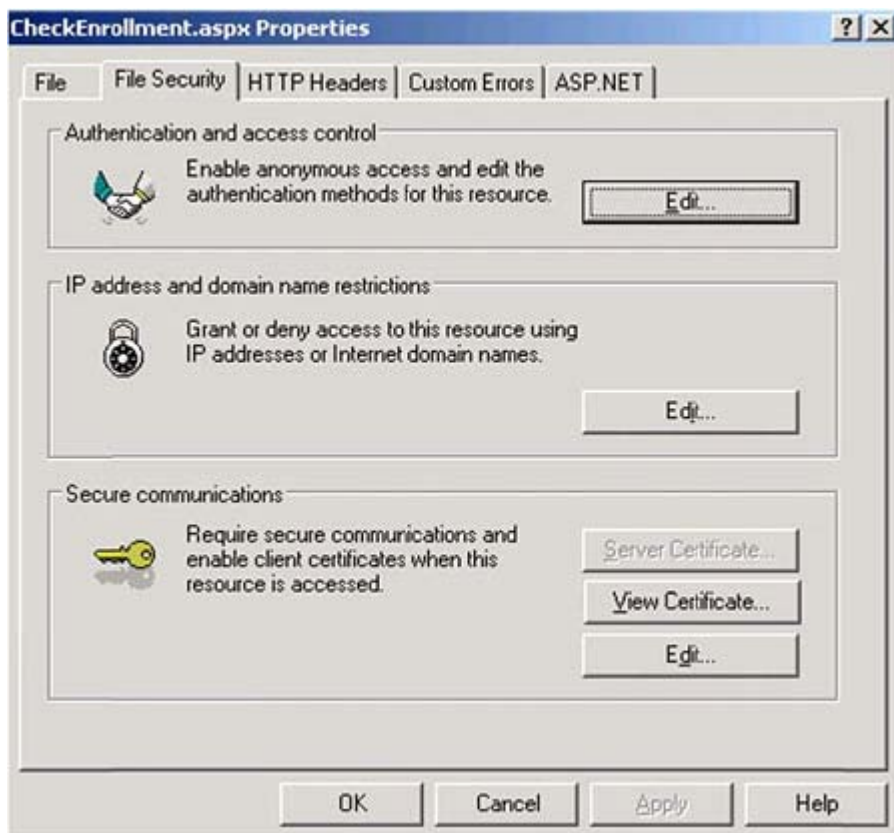 CheckEnrollment.aspx Properties
File File Security HTTP Headers Custom Errors ASP.NET
Authentication and access control
Enable anonymous access and edit the
authentication methods for this resource.
Edit...
IP address and domain name restrictions
Grant or deny access to this resource using
IP addresses or Internet domain names.
Edit...
Secure communications
Require secure communications and
enable client certificates when this
resource is accessed.
Server Certificate...
View Certificate...
Edit...
OK Cancel Apply Help